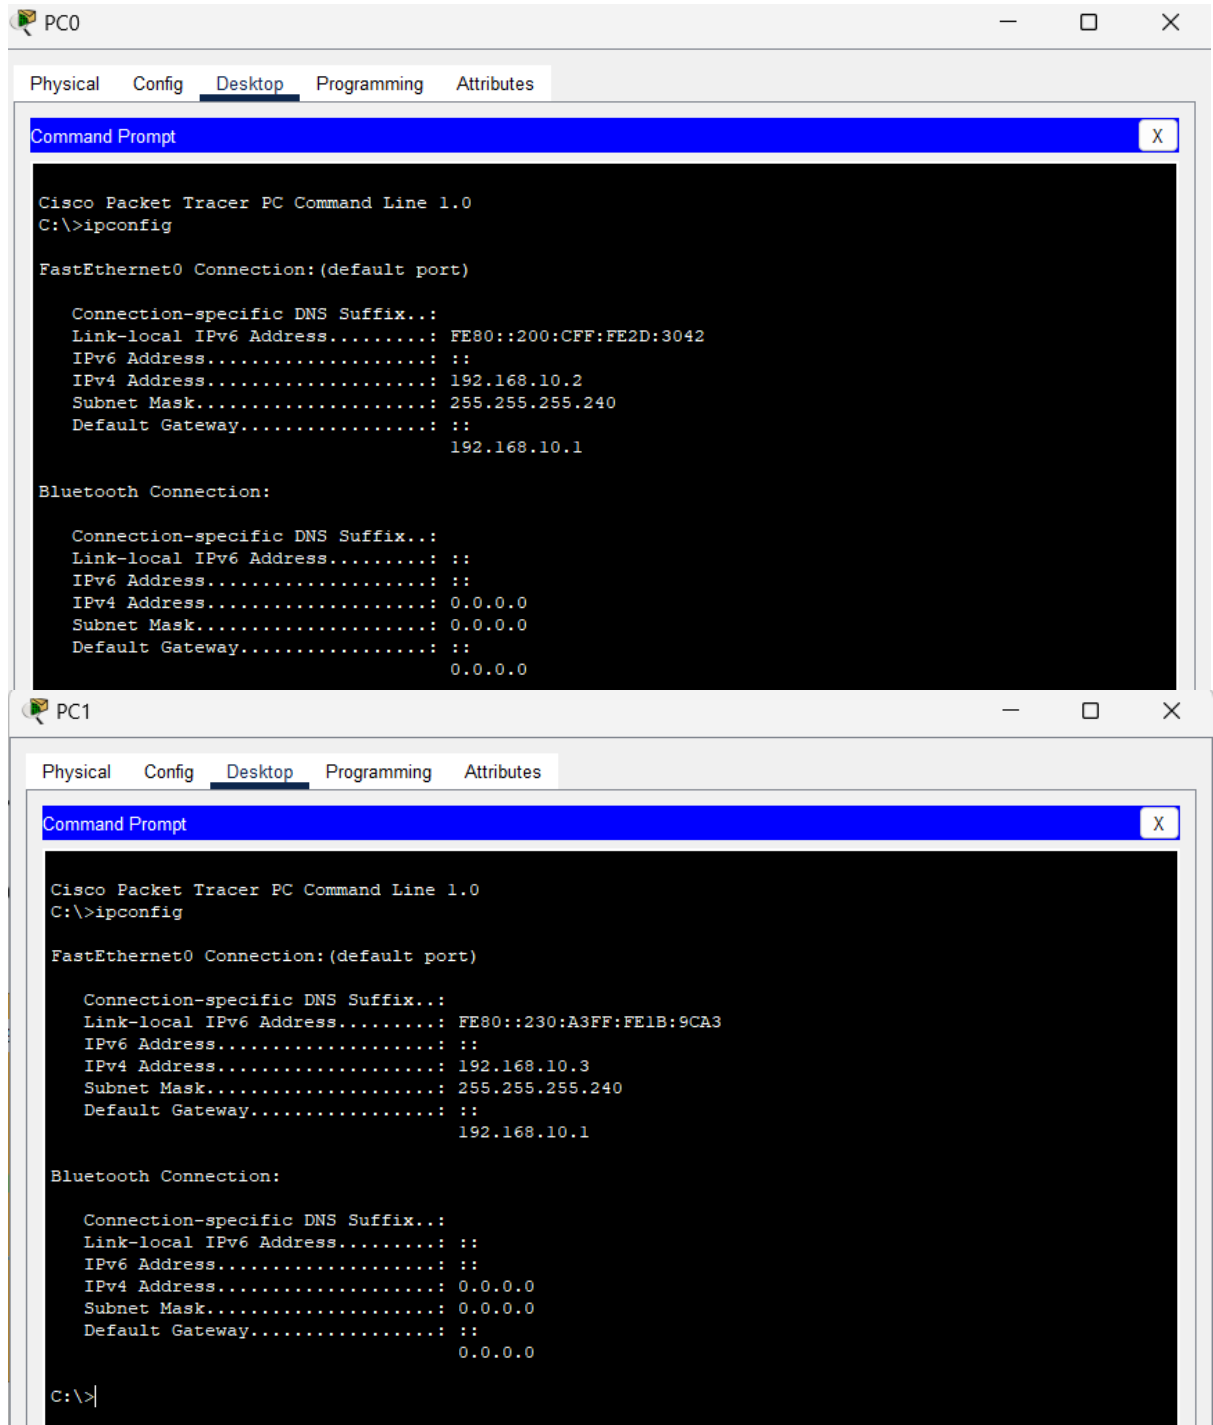 PC0
Physical Config Desktop Programming Attributes
Command Prompt
X
Cisco Packet Tracer PC Command Line 1.0
C:\>ipconfig
FastEthernet0 Connection:(default port)
Connection-specific DNS Suffix..:
Link-local IPv6 Address.........: FE80::200:CFF:FE2D:3042
IPv6 Address....................: ::
IPv4 Address....................: 192.168.10.2
Subnet Mask.....................: 255.255.255.240
Default Gateway.................: ::
192.168.10.1
Bluetooth Connection:
Connection-specific DNS Suffix..:
Link-local IPv6 Address.........: ::
IPv6 Address....................: ::
IPv4 Address....................: 0.0.0.0
Subnet Mask.....................: 0.0.0.0
Default Gateway.................: ::
0.0.0.0
PC1
Physical Config Desktop Programming Attributes
Command Prompt
X
Cisco Packet Tracer PC Command Line 1.0
C:\>ipconfig
FastEthernet0 Connection:(default port)
Connection-specific DNS Suffix..:
Link-local IPv6 Address.........: FE80::230:A3FF:FE1B:9CA3
IPv6 Address....................: ::
IPv4 Address....................: 192.168.10.3
Subnet Mask.....................: 255.255.255.240
Default Gateway.................: ::
192.168.10.1
Bluetooth Connection:
Connection-specific DNS Suffix..:
Link-local IPv6 Address.........: ::
IPv6 Address....................: ::
IPv4 Address....................: 0.0.0.0
Subnet Mask.....................: 0.0.0.0
Default Gateway.................: ::
0.0.0.0
C:\>